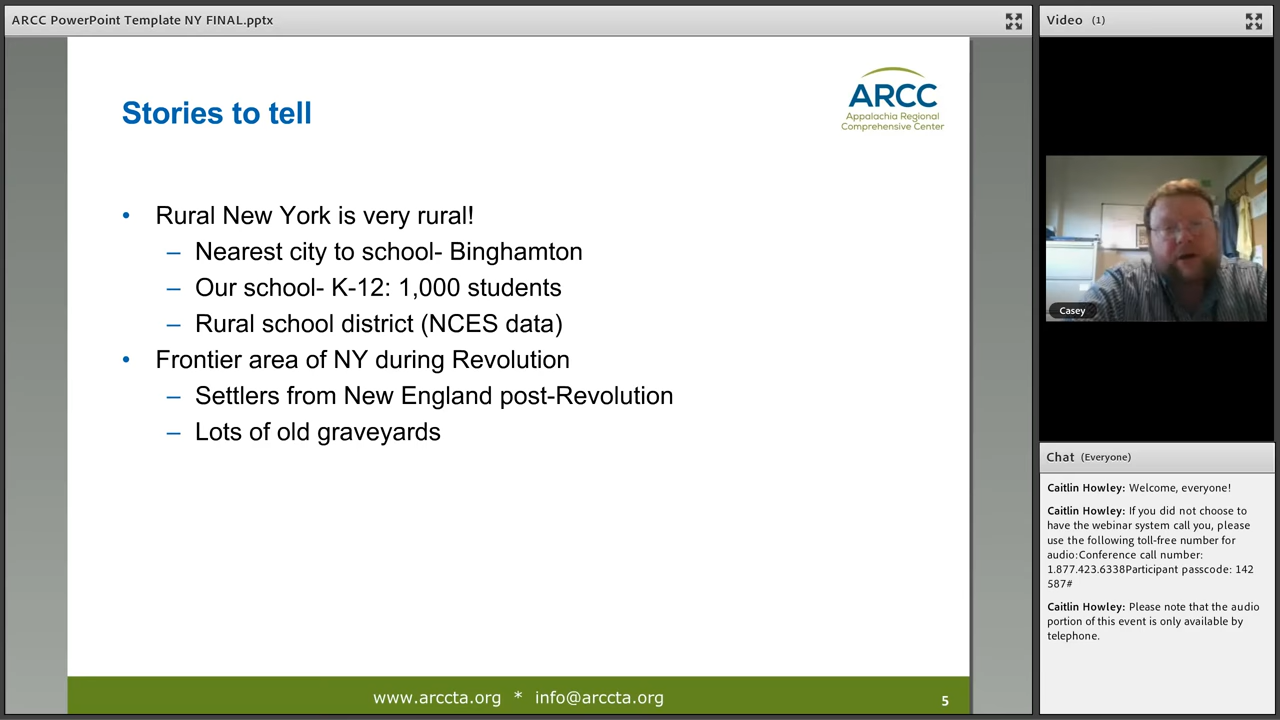 ARCC PowerPoint Template NY FINAL.pptx
Stories to tell
ARCC
Appalachia Regional
Comprehensive Center
• Rural New York is very rural!
– Nearest city to school- Binghamton
– Our school- K-12: 1,000 students
– Rural school district (NCES data)
• Frontier area of NY during Revolution
– Settlers from New England post-Revolution
– Lots of old graveyards
www.arccta.org * info@arccta.org
5
Video (1)
Casey
Chat (Everyone)
Caitlin Howley: Welcome, everyone!
Caitlin Howley: If you did not choose to
have the webinar system call you, please
use the following toll-free number for
audio:Conference call number:
1.877.423.6338Participant passcode: 142
587#
Caitlin Howley: Please note that the audio
portion of this event is only available by
telephone.